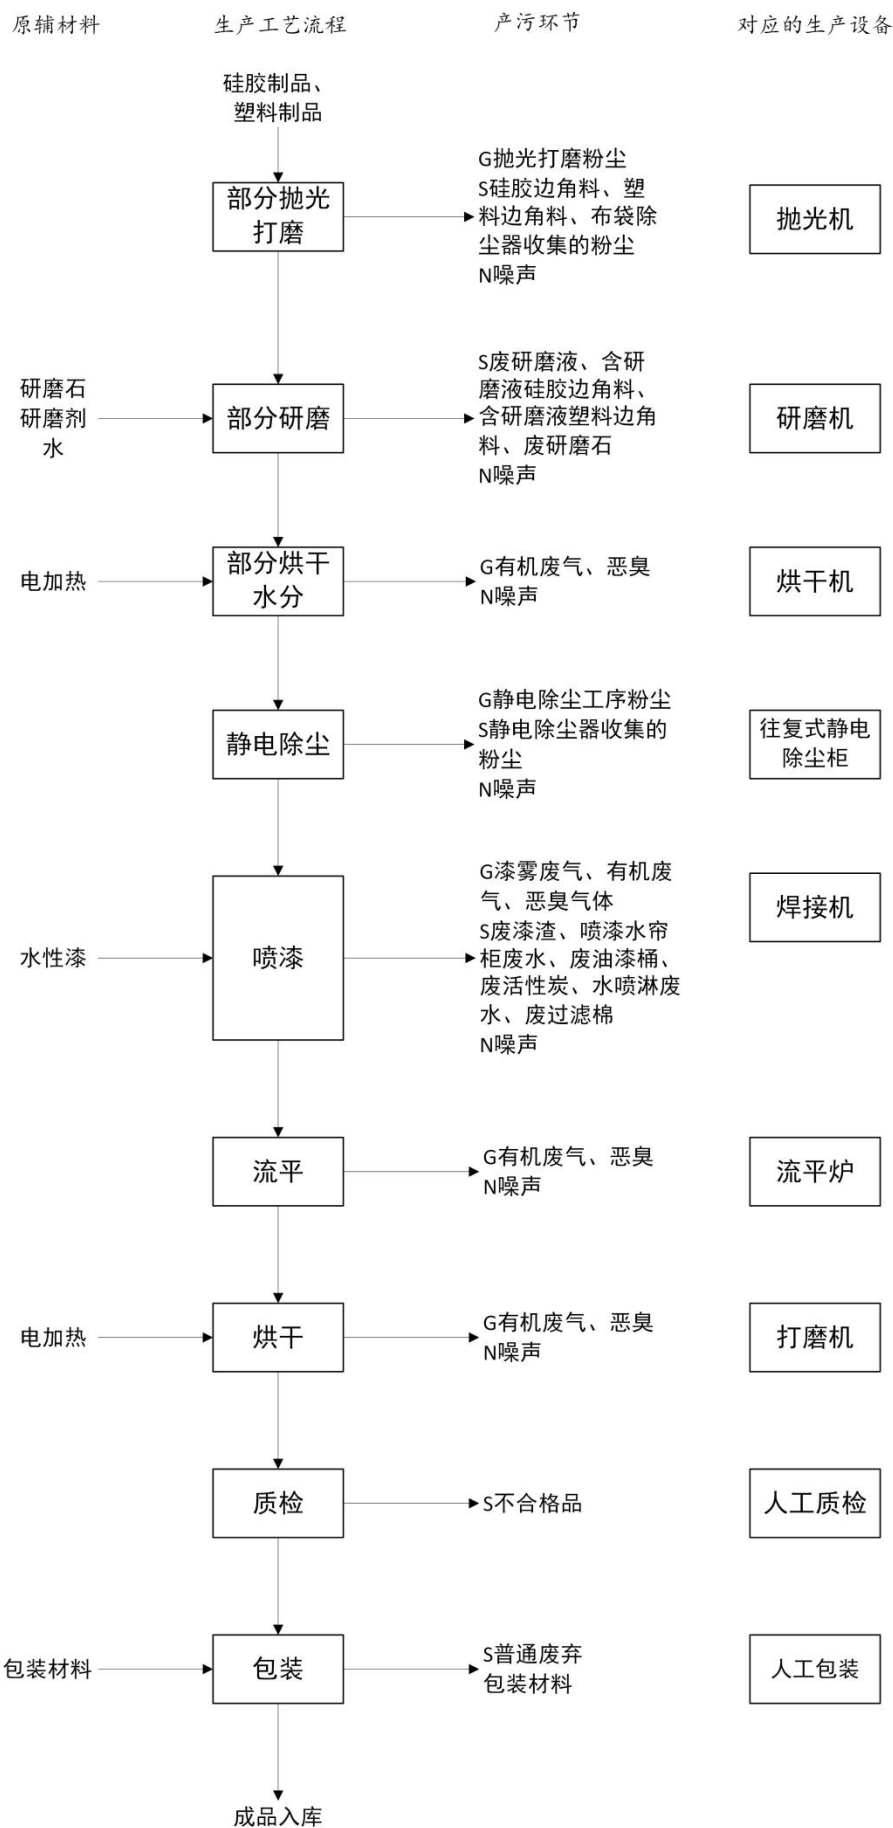 原辅材料
生产工艺流程
产污环节
对应的生产设备
硅胶制品、
塑料制品
部分抛光
打磨
G抛光打磨粉尘
S硅胶边角料、塑
料边角料、布袋除
尘器收集的粉尘
N噪声
抛光机
研磨石
研磨剂
水
部分研磨
S废研磨液、含研
磨液硅胶边角料、
含研磨液塑料边角
料、废研磨石
N噪声
研磨机
电加热
部分烘干
水分
G有机废气、恶臭
N噪声
烘干机
静电除尘
G静电除尘工序粉尘
S静电除尘器收集的
粉尘
N噪声
往复式静电
除尘柜
水性漆
喷漆
G漆雾废气、有机废
气、恶臭气体
S废漆渣、喷漆水帘
柜废水、废油漆桶、
废活性炭、水喷淋废
水、废过滤棉
N噪声
焊接机
流平
G有机废气、恶臭
N噪声
流平炉
电加热
烘干
G有机废气、恶臭
N噪声
打磨机
质检
S不合格品
人工质检
包装材料
包装
S普通废弃
包装材料
人工包装
成品入库